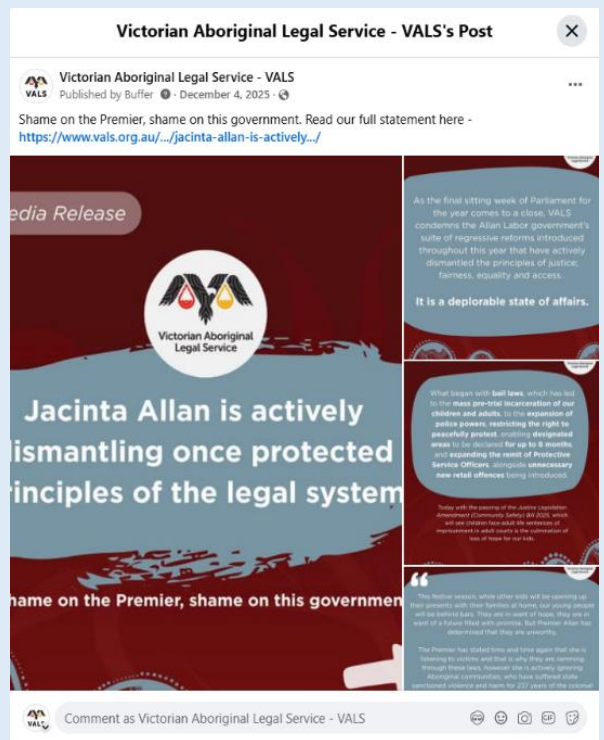 Victorian Aboriginal Legal Service - VALS's Post
VALS
Victorian Aboriginal Legal Service - VALS
Published by Buffer · December 4, 2025 ·
Shame on the Premier, shame on this government. Read our full statement here -
https://www.vals.org.au/.../jacinta-allan-is-actively.../
edia Release
Victorian Aboriginal
Legal Service
Jacinta Allan is actively
ismantling once protected
rinciples of the legal system
hame on the Premier, shame on this governmen
As the final sitting week of Parliament for
the year comes to a close, VALS
condemns the Allan Labor government's
suite of regressive reforms introduced
throughout this year that have actively
dismantled the principles of justice;
fairness, equality and access.
It is a deplorable state of affairs.
What began with bail laws, which has led
to the mass pre-trial incarceration of our
children and adults, to the expansion of
police powers, restricting the right to
peacefully protest, enabling designated
areas to be declared for up to 6 months,
and expanding the remit of Protective
Service Officers, alongside unnecessary
new retail offences being introduced.
Today with the passing of the Justice Legislation
Amendment (Community Safety) Bill 2025, which
will see children face adult life sentences of
imprisonment in adult courts is the culmination of
loss of hope for our kids.
This festive season, while other kids will be opening up
their presents with their families at home, our young people
will be behind bars. They are in want of hope; they are in
want of a future filled with promise. But Premier Allan has
determined that they are unworthy.
The Premier has stated time and time again that she is
listening to victims and that is why they are ramming
through these laws, however she is actively ignoring
Aboriginal communities, who have suffered state
sanctioned violence and harm for 237 years of the colonial
VALS
Comment as Victorian Aboriginal Legal Service - VALS
GIF